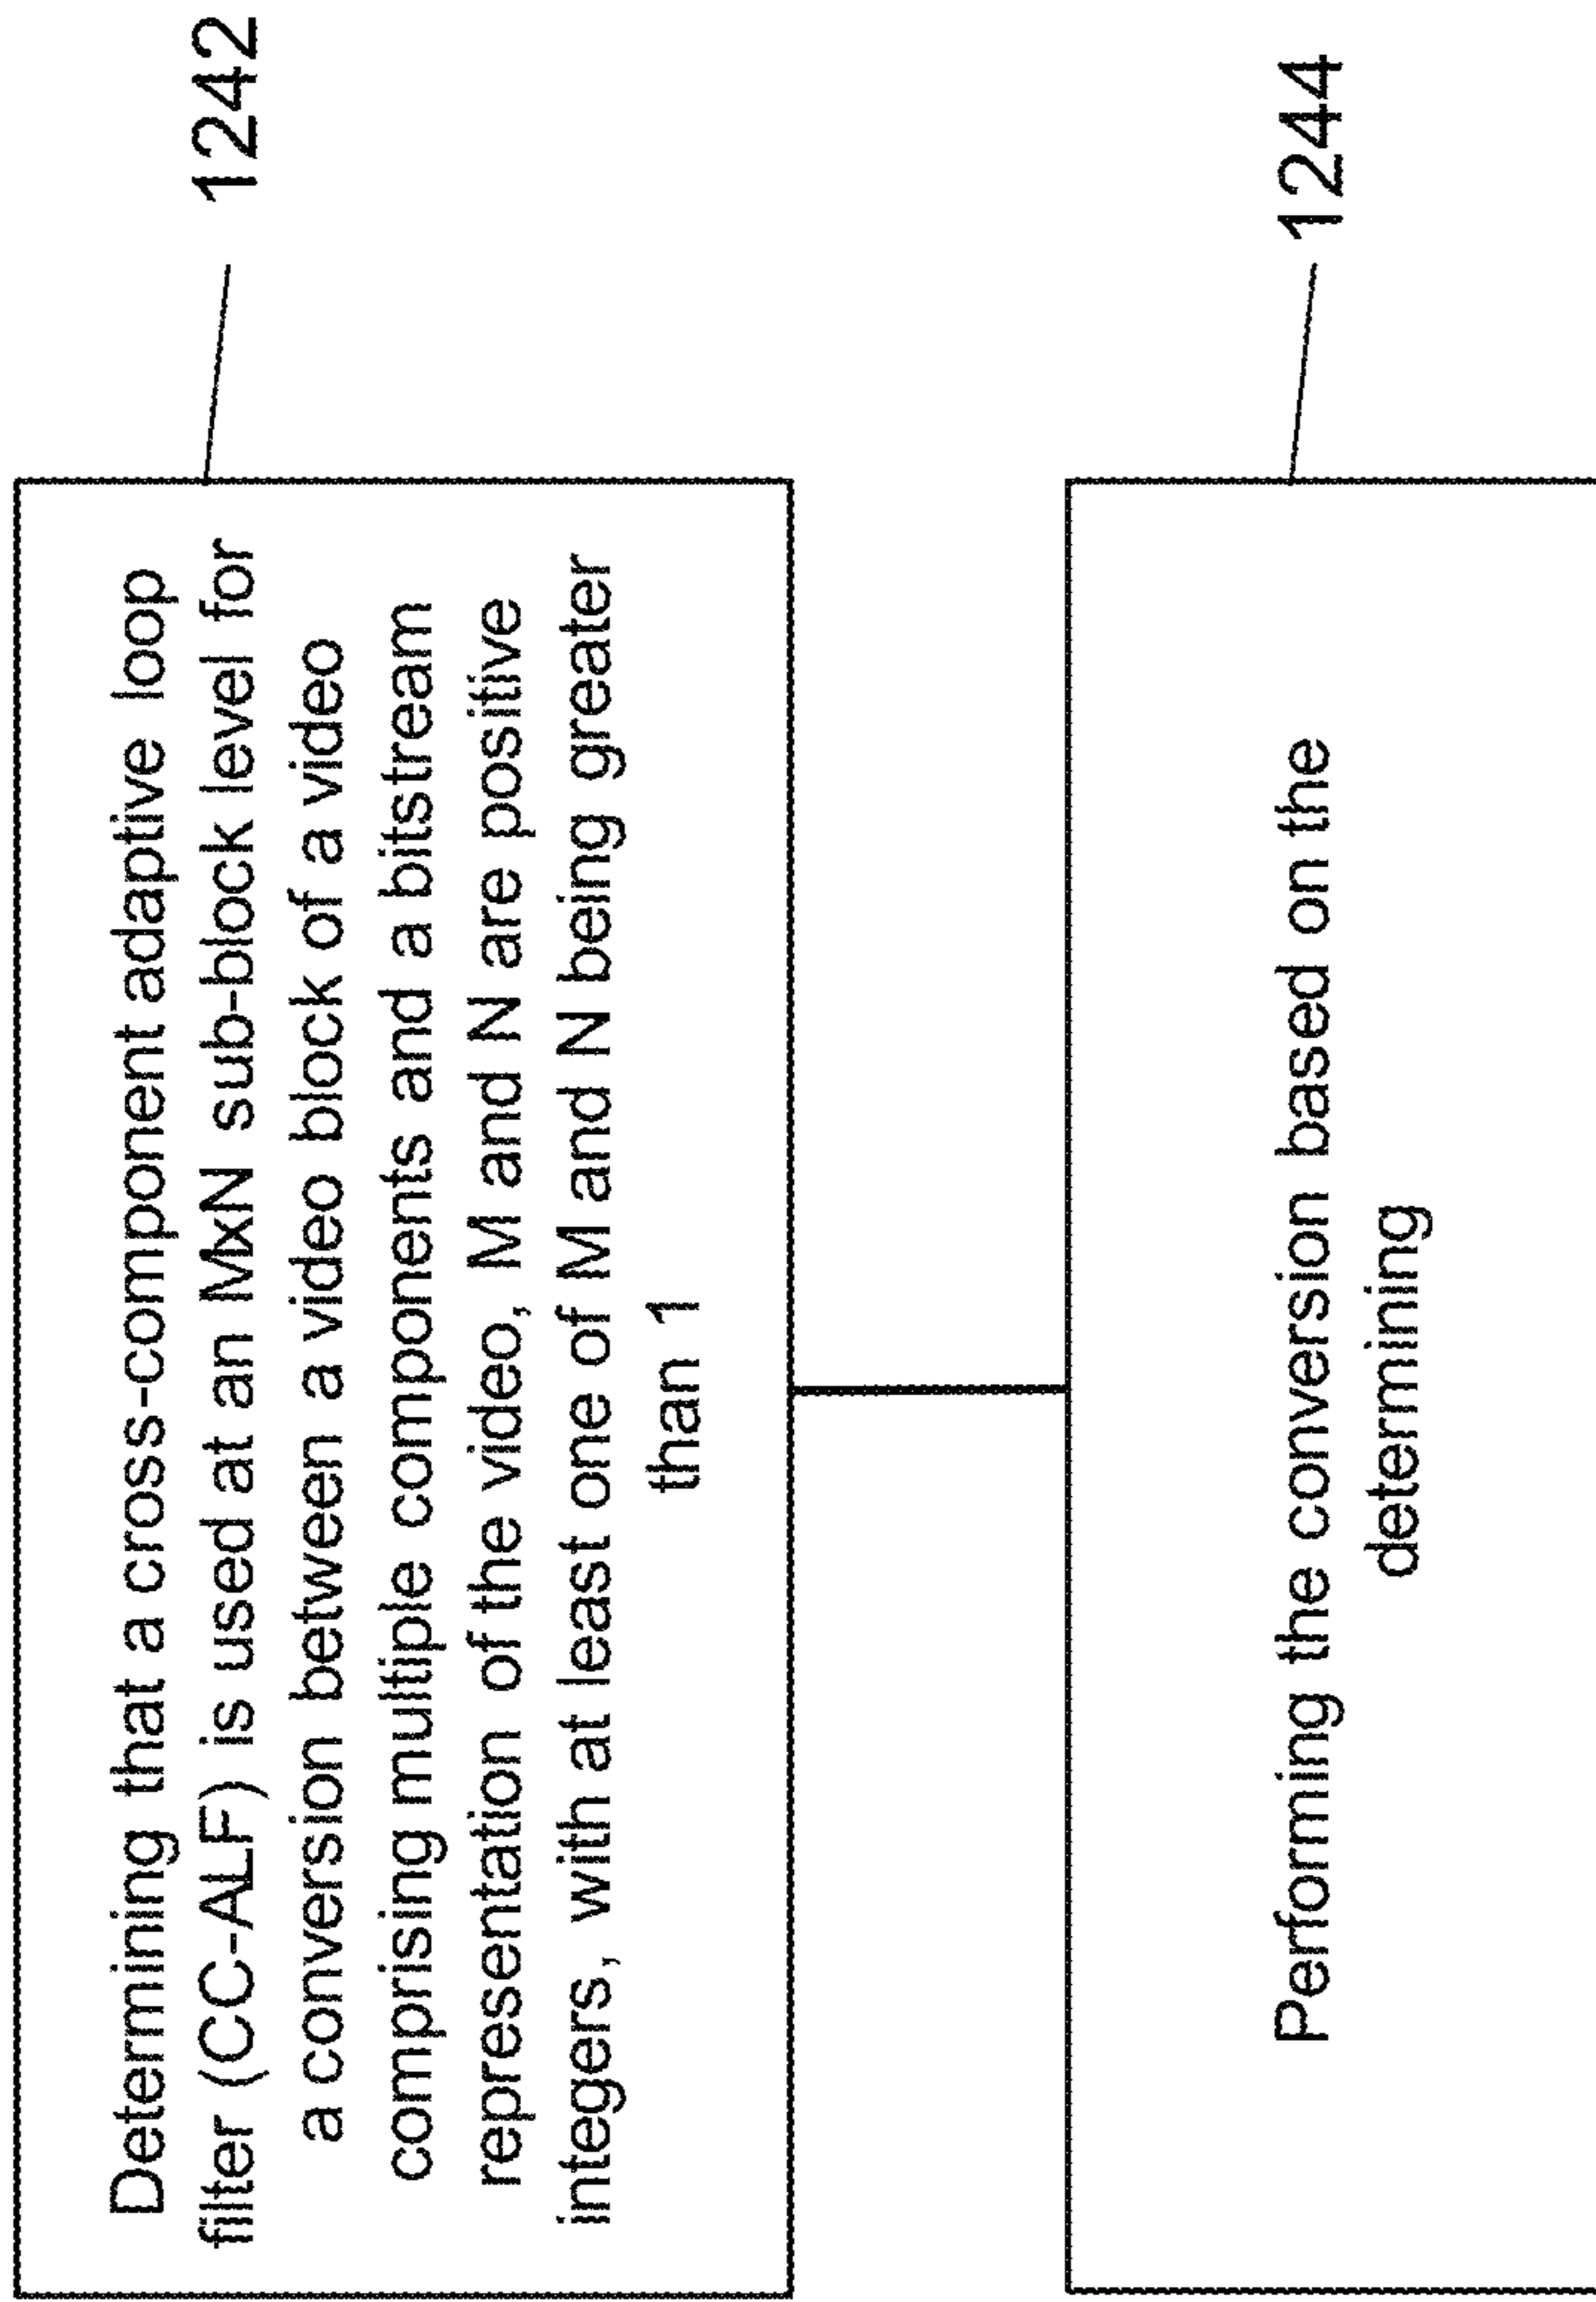 Determining that a cross-component adaptive loop
filter (CC-ALF) is used at an MxN sub-block level for
a conversion between a video block of a video
comprising multiple components and a bitstream
representation of the video, M and N are positive
integers, with at least one of M and N being greater
than 1
1242
Performing the conversion based on the
determining
1244